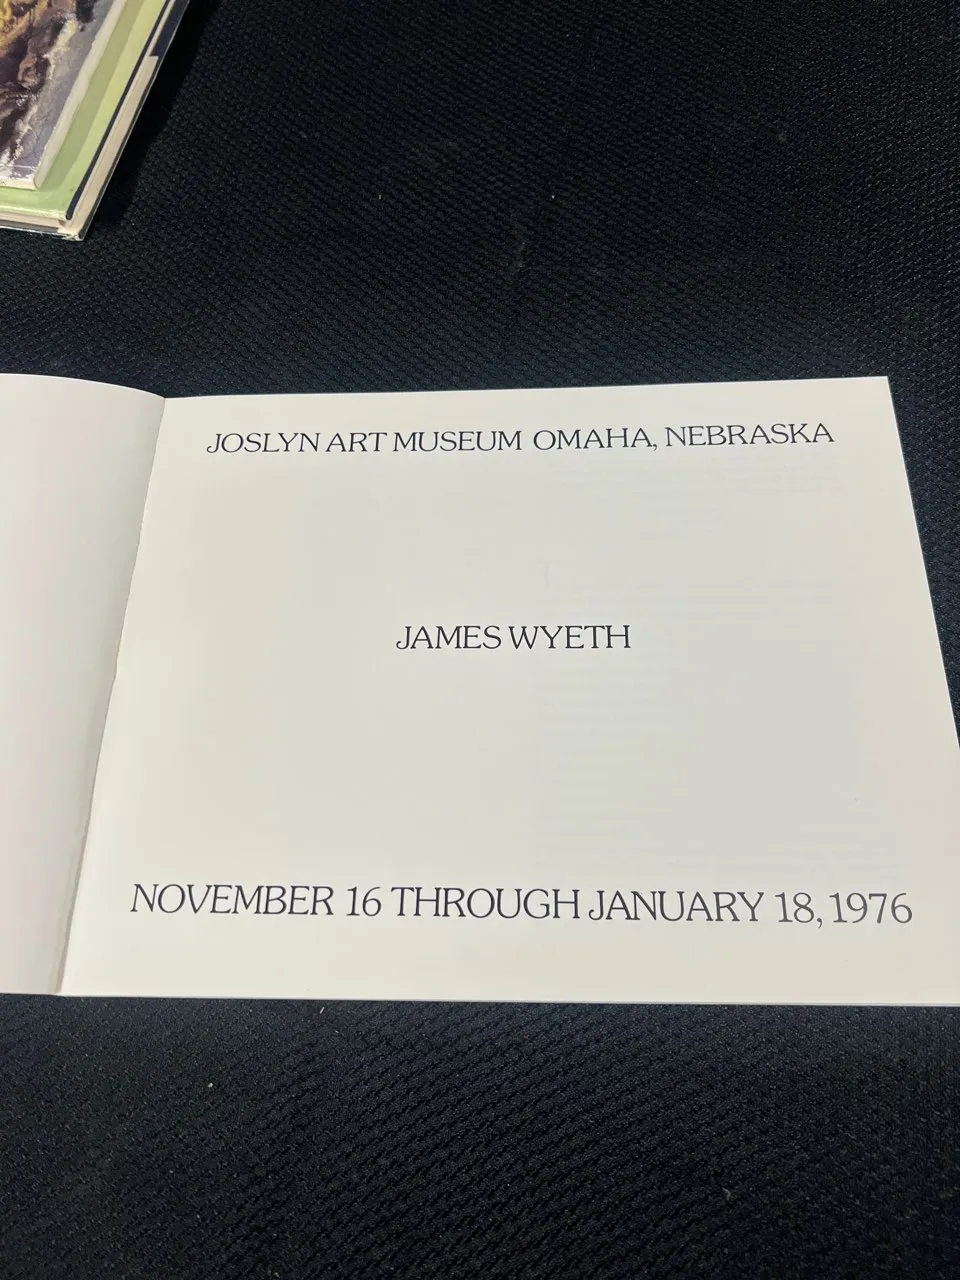 JOSLYN ART MUSEUM OMAHA, NEBRASKA
JAMES WYETH
NOVEMBER 16 THROUGH JANUARY 18, 1976